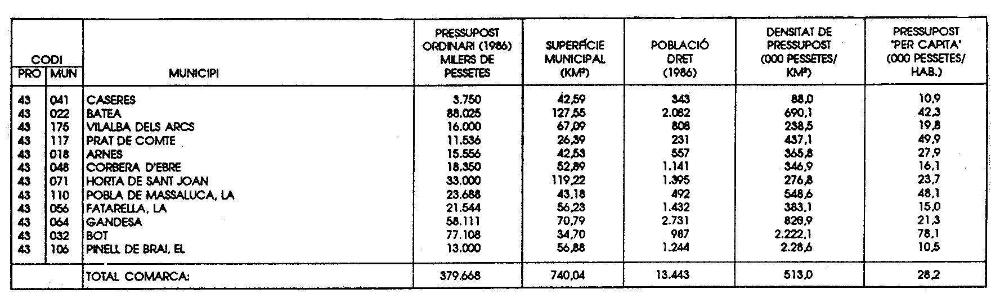 CODI
PRO MUN MUNICIPI PRESSUPOST ORDINARI (1986) MILERS DE PESSETES SUPERFÍCIE MUNICIPAL (KM²) POBLACIÓ DRET (1986) DENSITAT DE PRESSUPOST (000 PESSETES/ KM²) PRESSUPOST "PER CAPITA" (000 PESSETES/ HAB.)
43 041 CASERES 3.750 42,59 343 88,0 10,9
43 022 BATEA 88.025 127,55 2.082 690,1 42,3
43 175 VILALBA DELS ARCS 16.000 67,09 808 238,5 19,8
43 117 PRAT DE COMTE 11.536 26,39 231 437,1 49,9
43 018 ARNES 15.556 42,53 557 365,8 27,9
43 048 CORBERA D'EBRE 18.350 52,89 1.141 346,9 16,1
43 071 HORTA DE SANT JOAN 33.000 119,22 1.395 276,8 23,7
43 110 POBLA DE MASSALUCA, LA 23.688 43,18 492 548,6 48,1
43 056 FATARELLA, LA 21.544 56,23 1.432 383,1 15,0
43 064 GANDESA 58.111 70,79 2.731 820,9 21,3
43 032 BOT 77.108 34,70 987 2.222,1 78,1
43 106 PINELL DE BRAI, EL 13.000 56,88 1.244 2.28,6 10,5
TOTAL COMARCA: 379.668 740,04 13.443 513,0 28,2